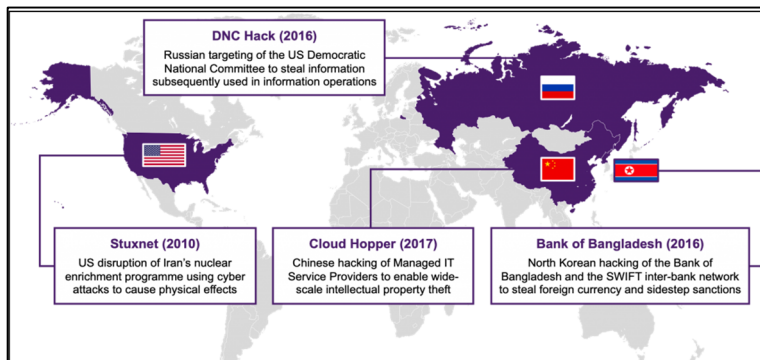 DNC Hack (2016)
Russian targeting of the US Democratic
National Committee to steal information
subsequently used in information operations
Stuxnet (2010)
US disruption of Iran's nuclear
enrichment programme using cyber
attacks to cause physical effects
Cloud Hopper (2017)
Chinese hacking of Managed IT
Service Providers to enable wide-
scale intellectual property theft
Bank of Bangladesh (2016)
North Korean hacking of the Bank of
Bangladesh and the SWIFT inter-bank network
to steal foreign currency and sidestep sanctions